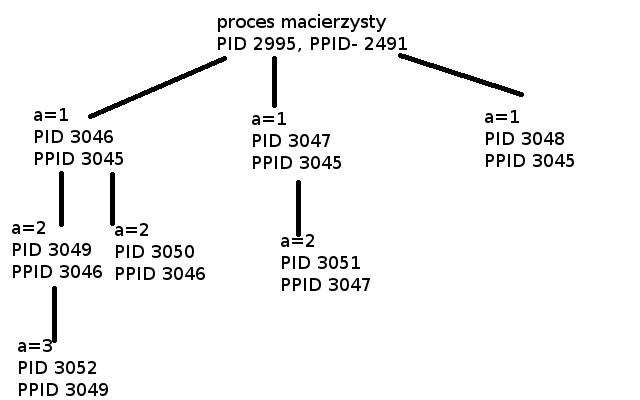 proces macierzysty
PID 2995, PPID- 2491
a=1
PID 3046
PPID 3045
a=1
PID 3047
PPID 3045
a=1
PID 3048
PPID 3045
a=2
PID 3049
PPID 3046
a=2
PID 3050
PPID 3046
a=2
PID 3051
PPID 3047
a=3
PID 3052
PPID 3049